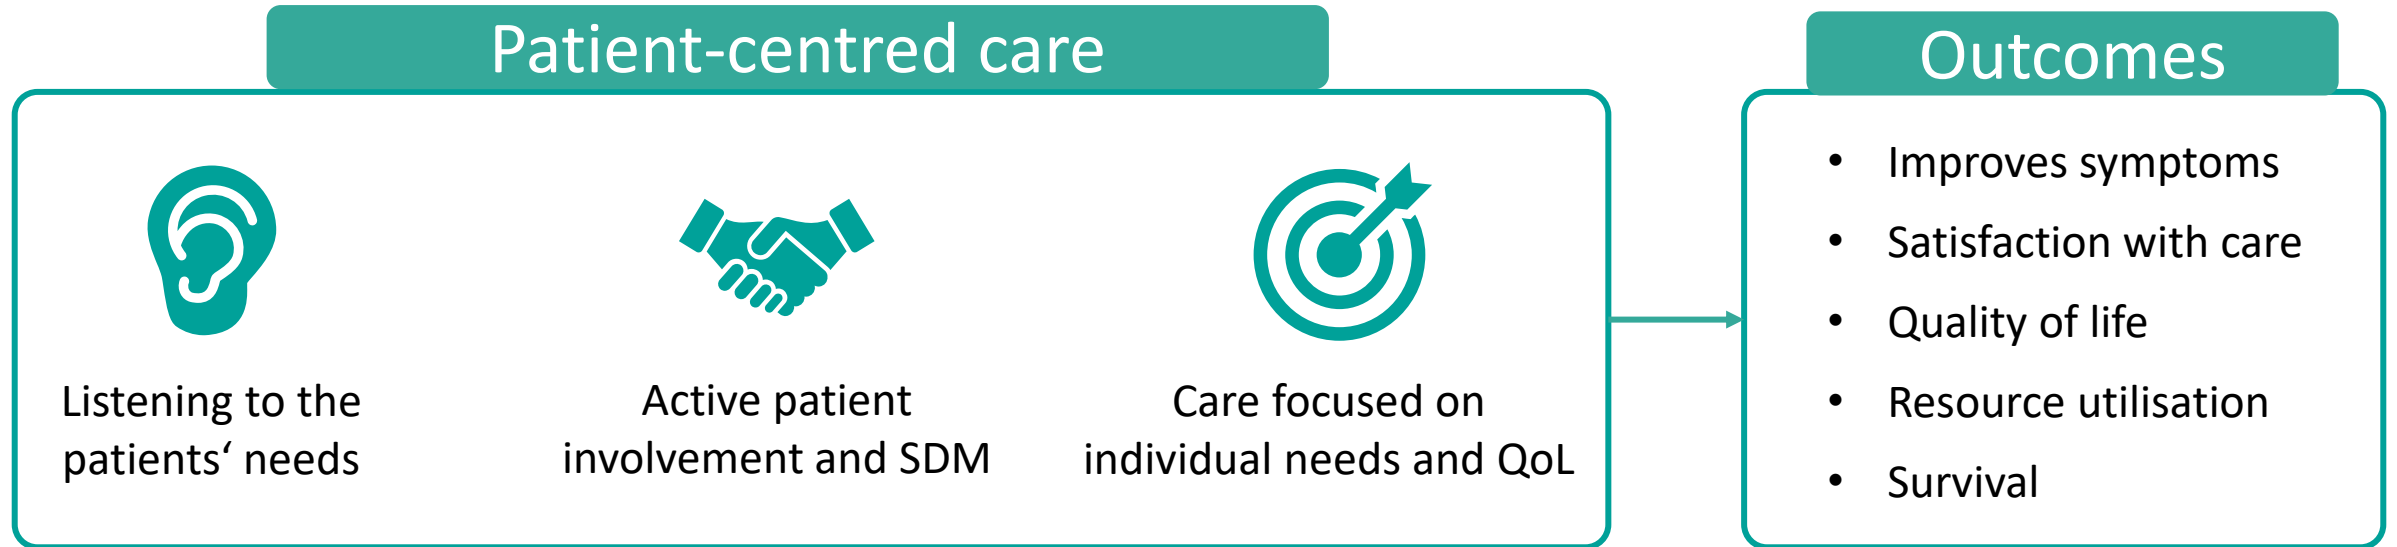 Patient-centred care
Listening to the
patients‘ needs
Active patient
involvement and SDM
Care focused on
individual needs and QoL
Outcomes
• Improves symptoms
• Satisfaction with care
• Quality of life
• Resource utilisation
• Survival